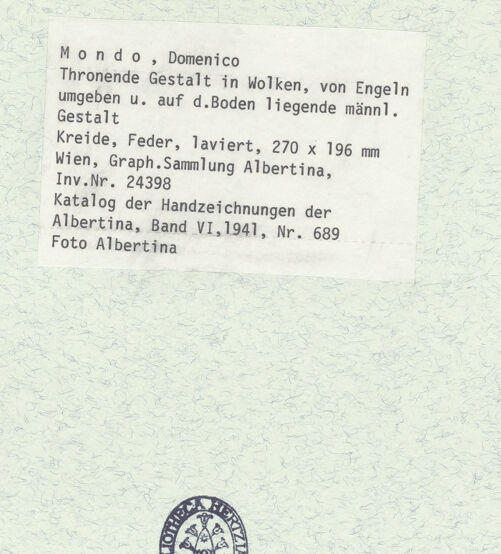 M o n d o , Domenico
Thronende Gestalt in Wolken, von Engeln
umgeben u. auf d.Boden liegende männl.
Gestalt
Kreide, Feder, laviert, 270 x 196 mm
Wien, Graph.Sammlung Albertina,
Inv.Nr. 24398
Katalog der Handzeichnungen der
Albertina, Band VI,1941, Nr. 689
Foto Albertina
BLIOTHECA HERTZIA